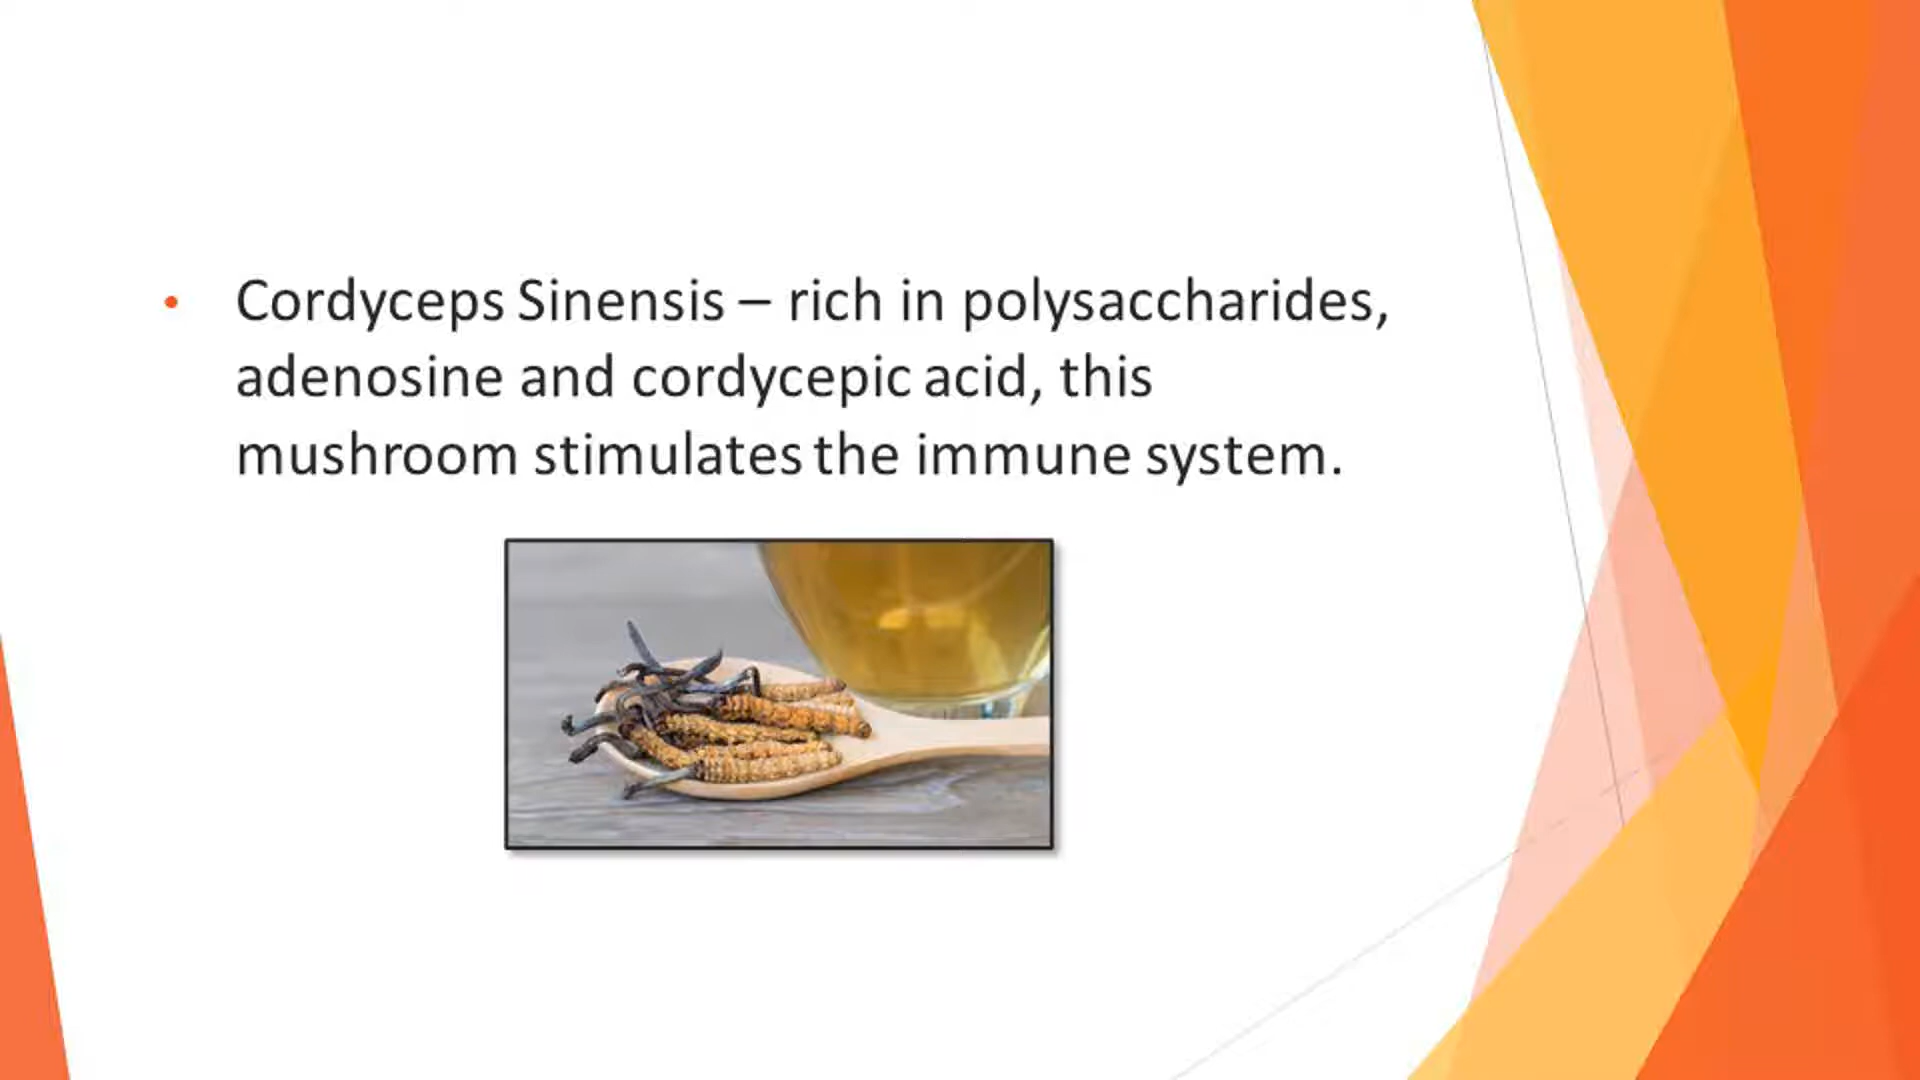 • Cordyceps Sinensis – rich in polysaccharides,
adenosine and cordycepic acid, this
mushroom stimulates the immune system.